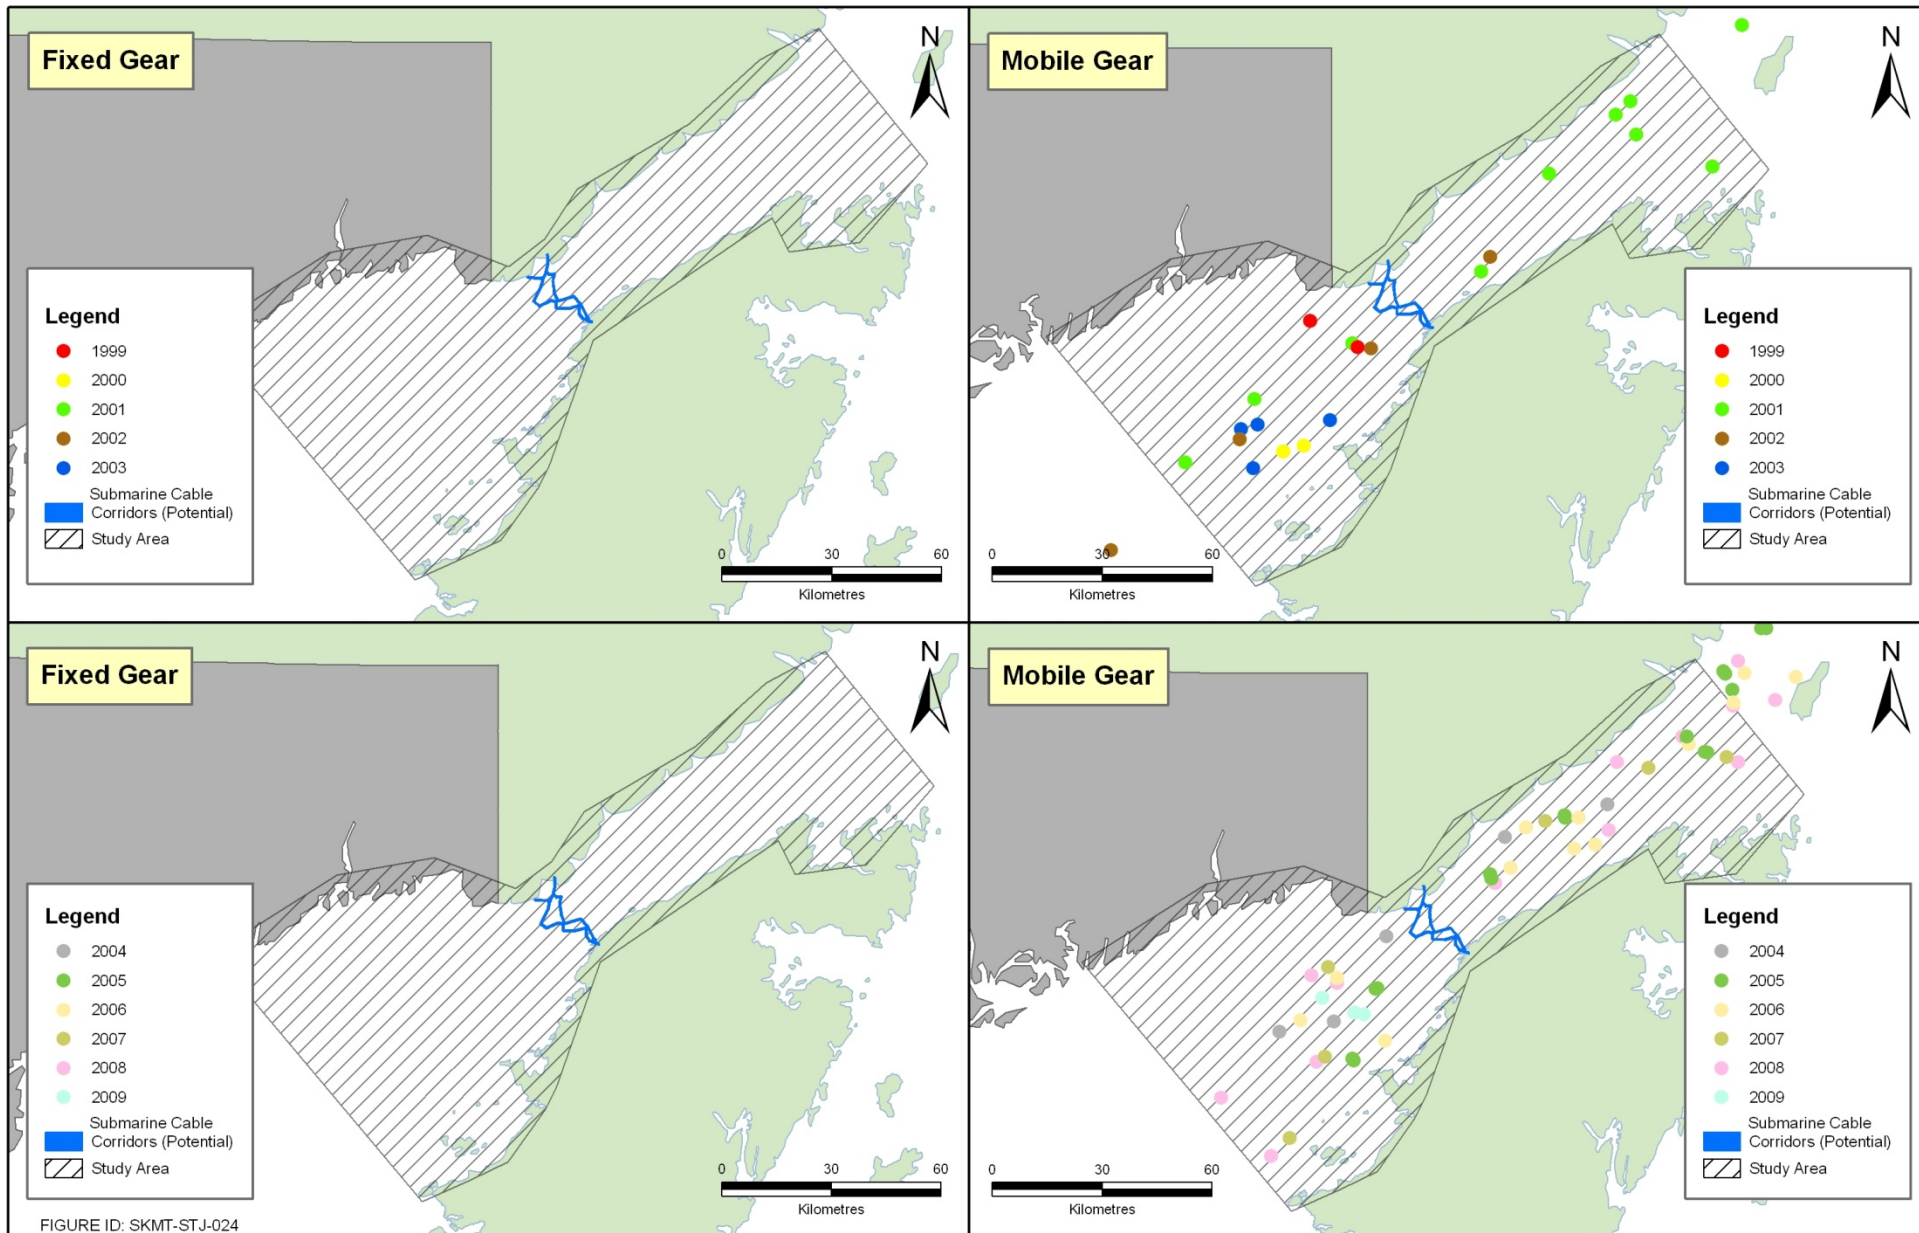 Fixed Gear
N
Legend
1999
2000
2001
2002
2003
Submarine Cable
Corridors (Potential)
Study Area
0 30 60
Kilometres
Mobile Gear
N
Legend
1999
2000
2001
2002
2003
Submarine Cable
Corridors (Potential)
Study Area
0 30 60
Kilometres
Fixed Gear
N
Legend
2004
2005
2006
2007
2008
2009
Submarine Cable
Corridors (Potential)
Study Area
0 30 60
Kilometres
FIGURE ID: SKMT-STJ-024
Mobile Gear
N
Legend
2004
2005
2006
2007
2008
2009
Submarine Cable
Corridors (Potential)
Study Area
0 30 60
Kilometres